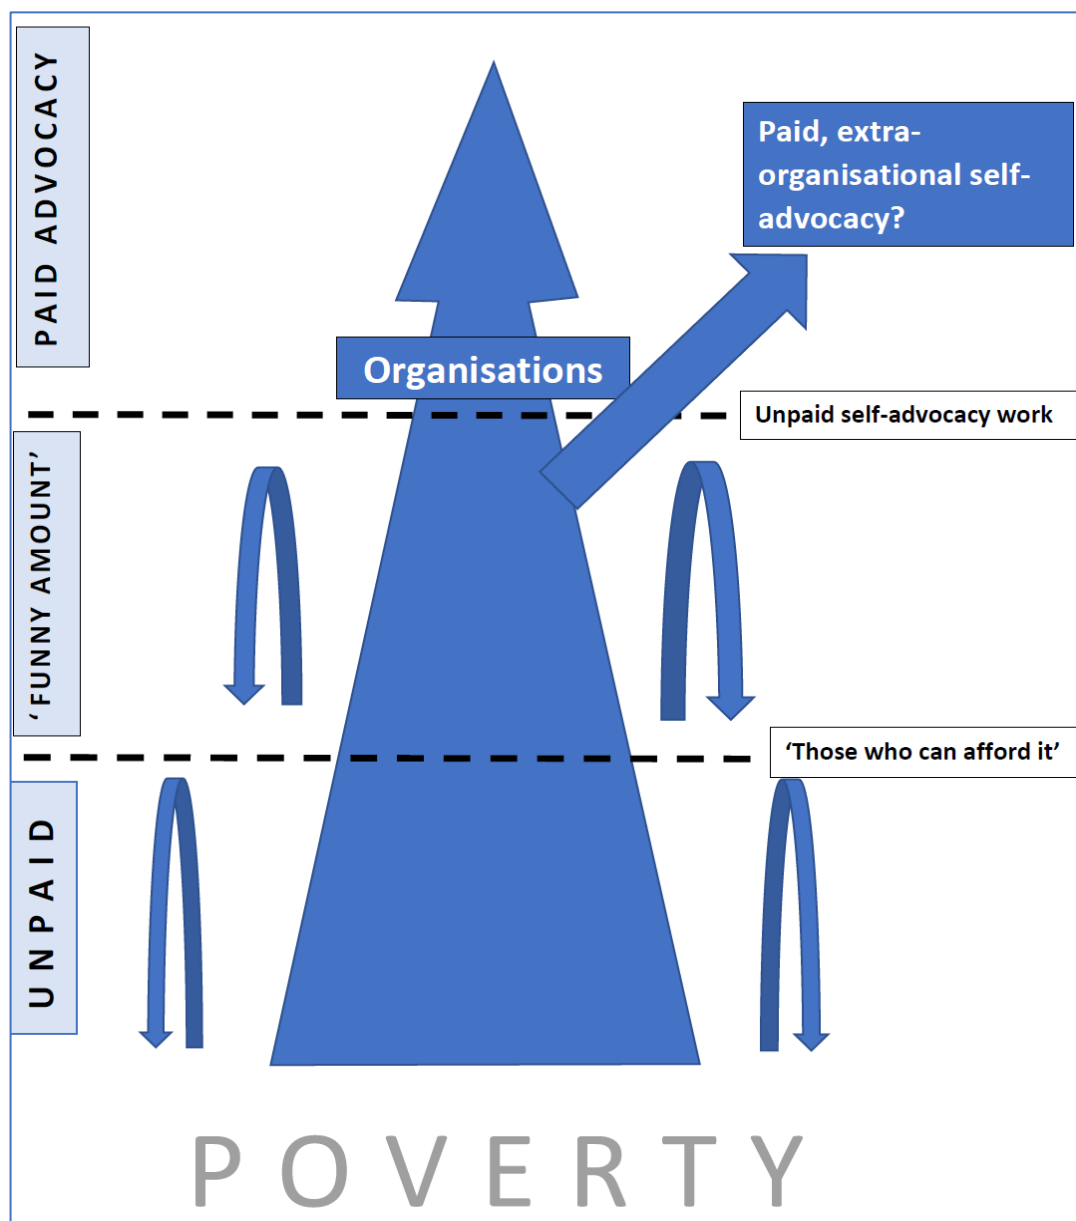 PAID ADVOCACY
Paid, extra-
organisational self-
advocacy?
Organisations
Unpaid self-advocacy work
‘FUNNY AMOUNT’
‘Those who can afford it’
UNPAID
POVERTY